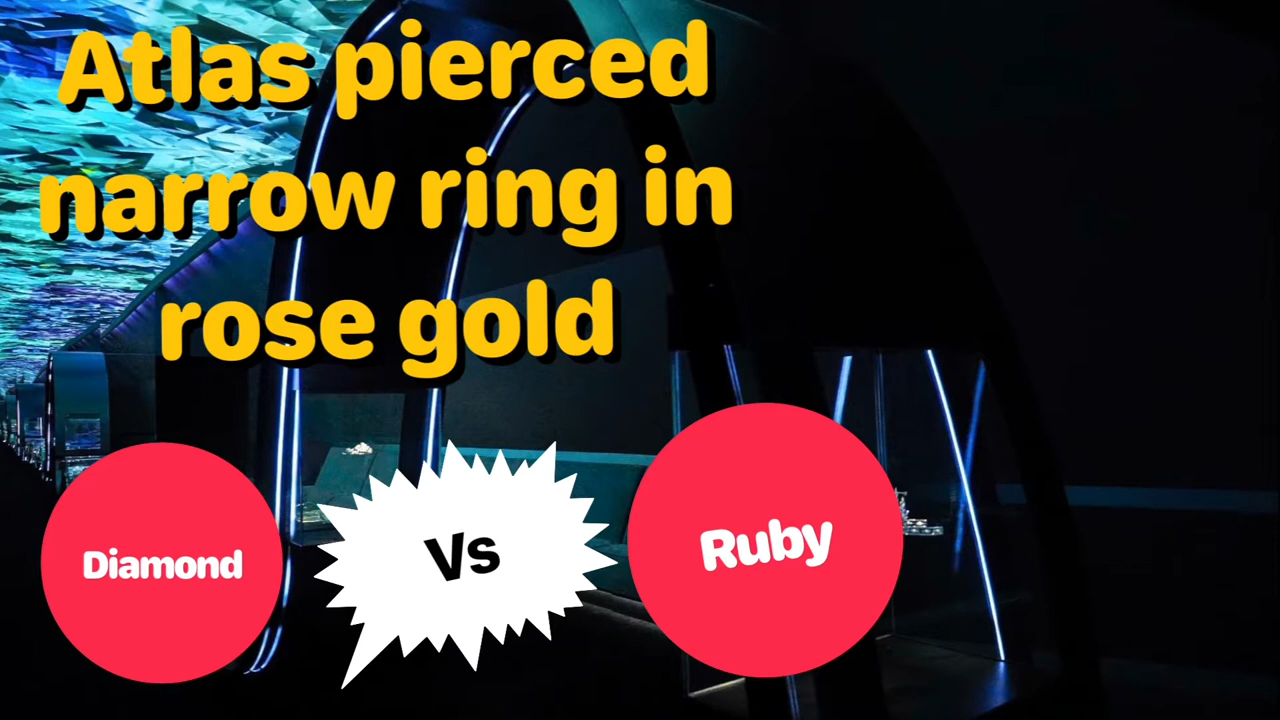 Atlas pierced
narrow ring in
rose gold
Diamond
Vs
Ruby